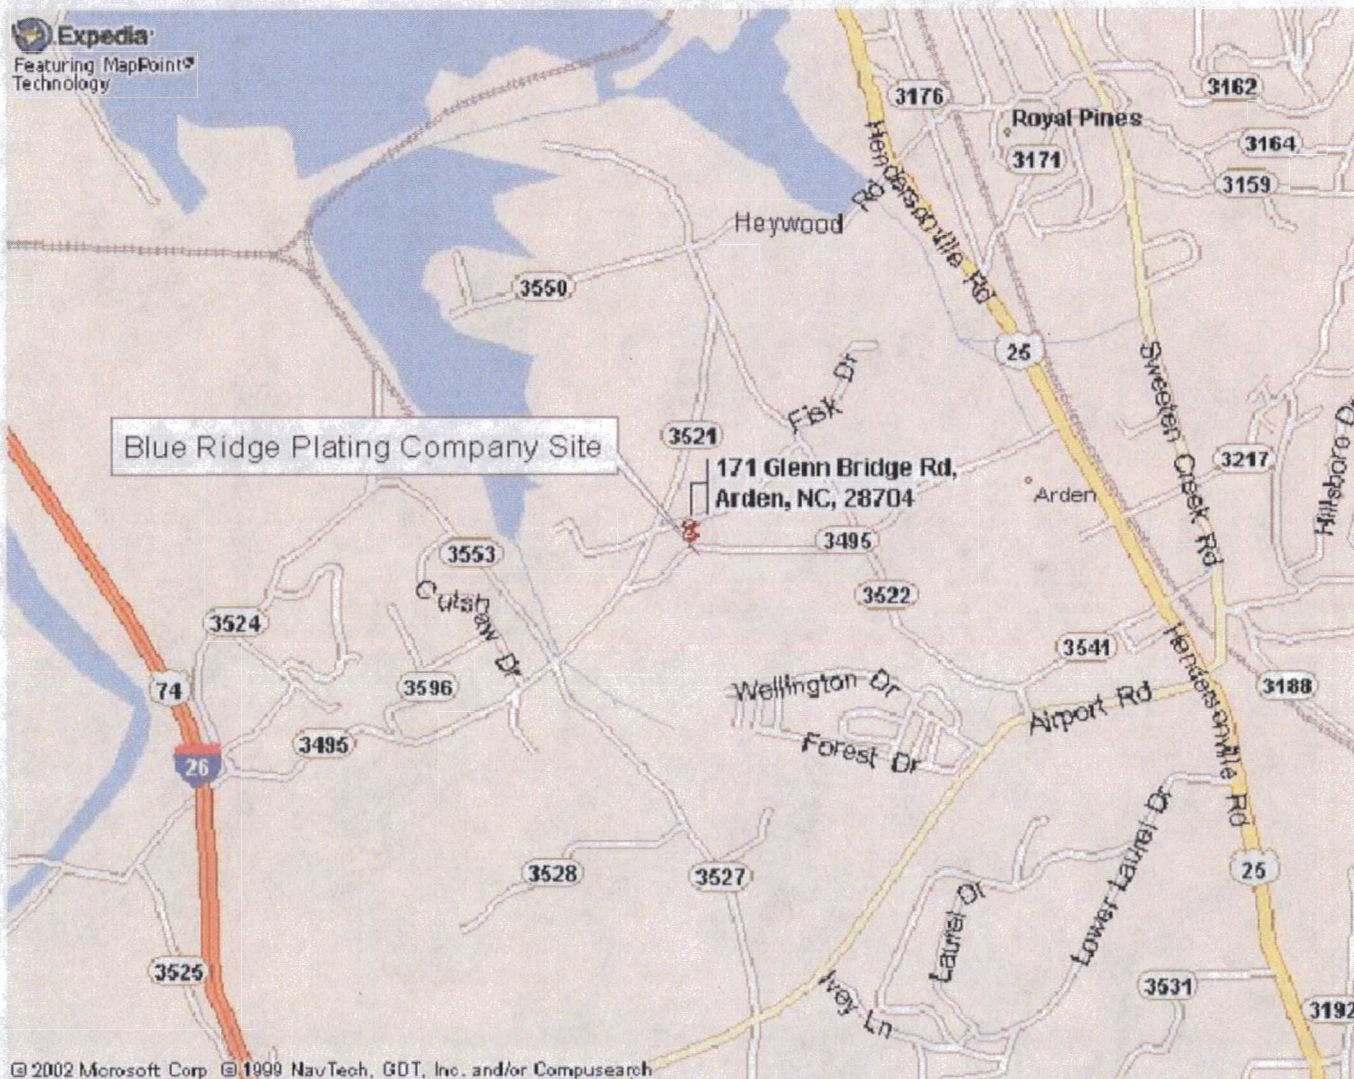 Expedia
Featuring MapPoint
Technology
3176
3162
Royal Pines
3164
3171
3159
Heywood Rd
Hendersonville Rd
3550
25
Fisk Dr
Sweeten Creek Rd
Hillsboro Dr
3521
Blue Ridge Plating Company Site
3217
171 Glenn Bridge Rd,
Arden, NC, 28704
Arden
3495
3553
3522
Cutshaw Dr
3524
3541
74
3596
Wellington Dr
3188
Airport Rd
Hendersonville Rd
3495
Forest Dr
26
Lower Laurel Dr
3528
3527
25
Laurel Dr
3525
3531
Ivey Ln
3192
© 2002 Microsoft Corp © 1999 NavTech, GDT, Inc. and/or Compusearch